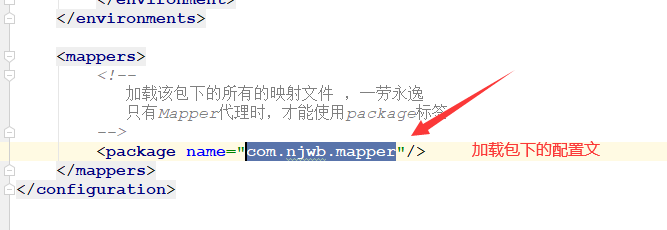 </environment>
</environments>
<mappers>
<!--
加载该包下的所有的映射文件 ，一劳永逸
只有Mapper代理时，才能使用package标签
-->
<package name="com.njwb.mapper"/> 加载包下的配置文
</mappers>
</configuration>